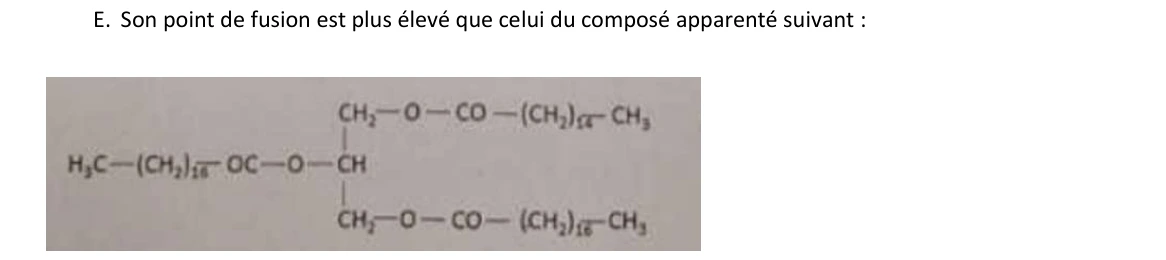 E. Son point de fusion est plus élevé que celui du composé apparenté suivant :
CH₂—O—CO—(CH₂)₁₄—CH₃
H₃C—(CH₂)₁₆—OC—O—CH
CH₂—O—CO—(CH₂)₁₆—CH₃